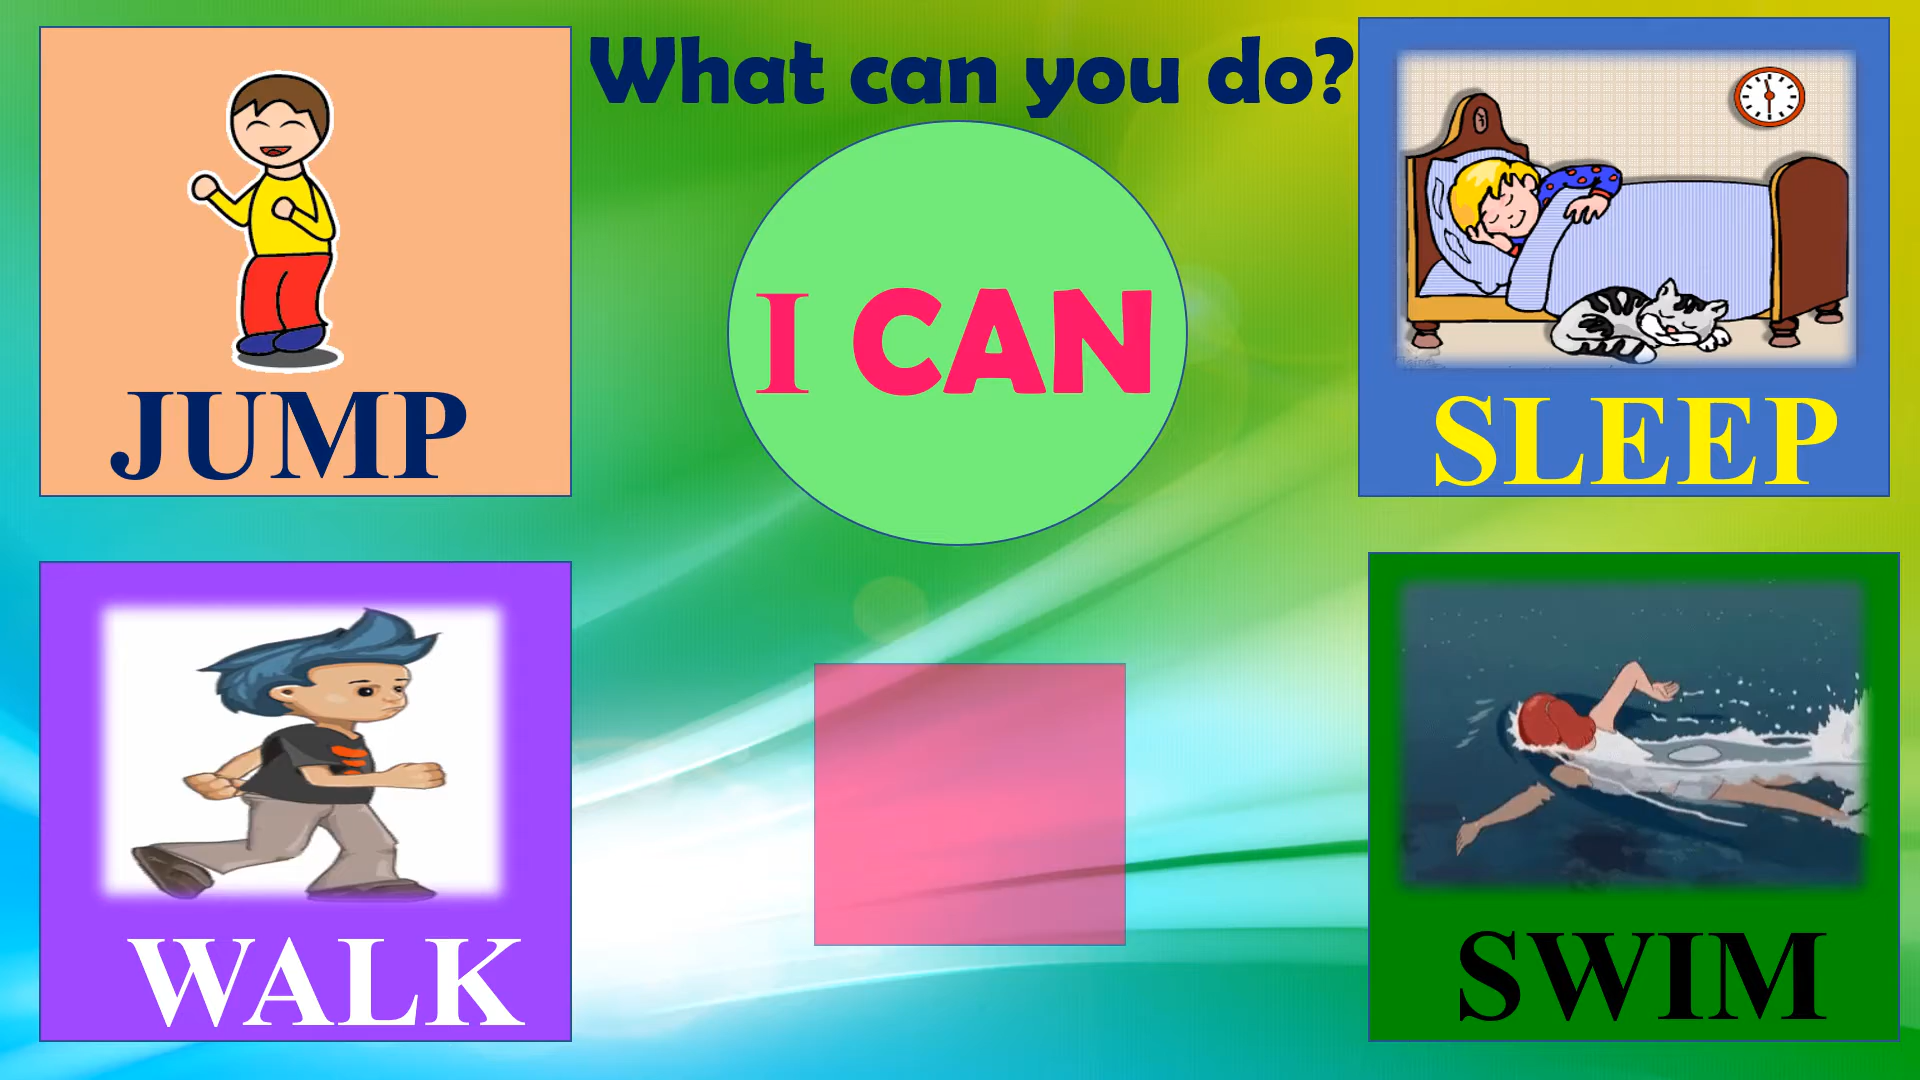 What can you do?
JUMP
I CAN
SLEEP
WALK
SWIM